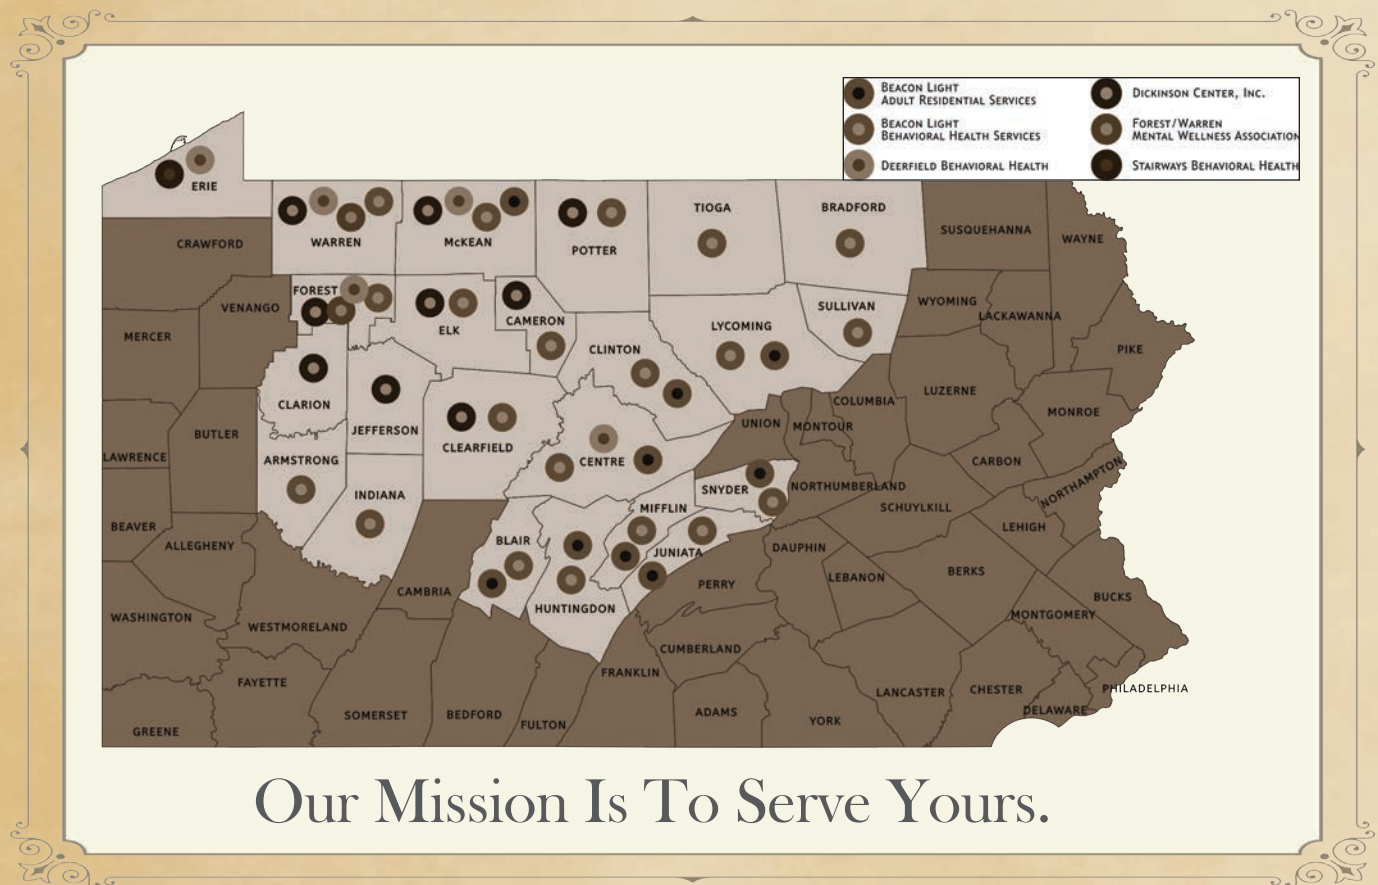 BEACON LIGHT
ADULT RESIDENTIAL SERVICES
BEACON LIGHT
BEHAVIORAL HEALTH SERVICES
DEERFIELD BEHAVIORAL HEALTH
DICKINSON CENTER, INC.
FOREST/WARREN
MENTAL WELLNESS ASSOCIATION
STAIRWAYS BEHAVIORAL HEALTH
ERIE
CRAWFORD
WARREN
McKEAN
POTTER
TIOGA
BRADFORD
SUSQUEHANNA
WAYNE
VENANGO
FOREST
ELK
CAMERON
SULLIVAN
WYOMING
LACKAWANNA
MERCER
CLINTON
LYCOMING
PIKE
CLARION
JEFFERSON
CLEARFIELD
COLUMBIA
LUZERNE
MONROE
BUTLER
UNION
MONTOUR
LAWRENCE
ARMSTRONG
CENTRE
CARBON
INDIANA
SNYDER
NORTHUMBERLAND
NORTHAMPTON
MIFFLIN
SCHUYLKILL
BEAVER
ALLEGHENY
BLAIR
JUNIATA
DAUPHIN
LEHIGH
CAMBRIA
PERRY
LEBANON
BERKS
BUCKS
WASHINGTON
WESTMORELAND
HUNTINGDON
MONTGOMERY
CUMBERLAND
FAYETTE
FRANKLIN
LANCASTER
CHESTER
PHILADELPHIA
GREENE
SOMERSET
BEDFORD
FULTON
ADAMS
YORK
DELAWARE
Our Mission Is To Serve Yours.